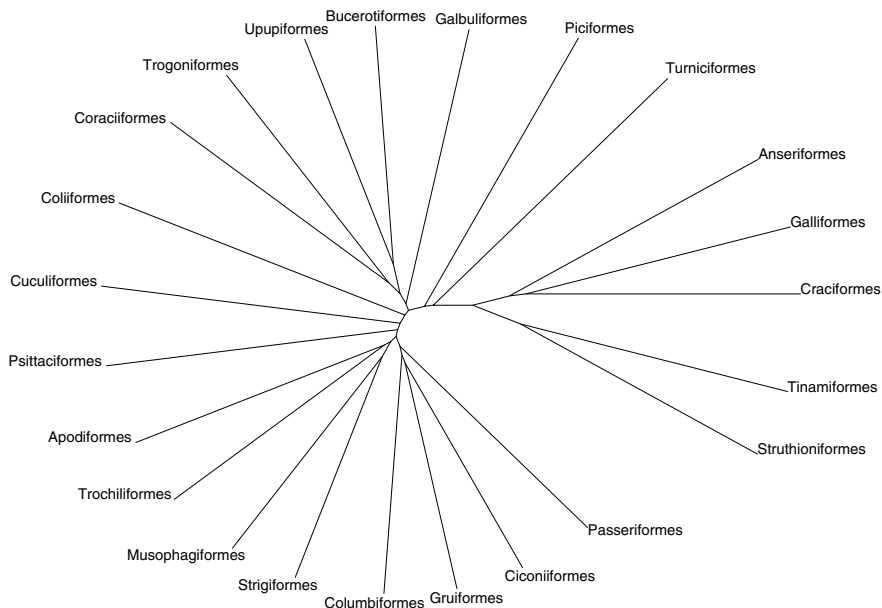 Bucerotiformes
Galbuliformes
Upupiformes
Piciformes
Trogoniformes
Turniciformes
Coraciiformes
Anseriformes
Coliiformes
Galliformes
Cuculiformes
Craciformes
Psittaciformes
Tinamiformes
Apodiformes
Struthioniformes
Trochiliformes
Passeriformes
Musophagiformes
Ciconiiformes
Strigiformes
Gruiformes
Columbiformes